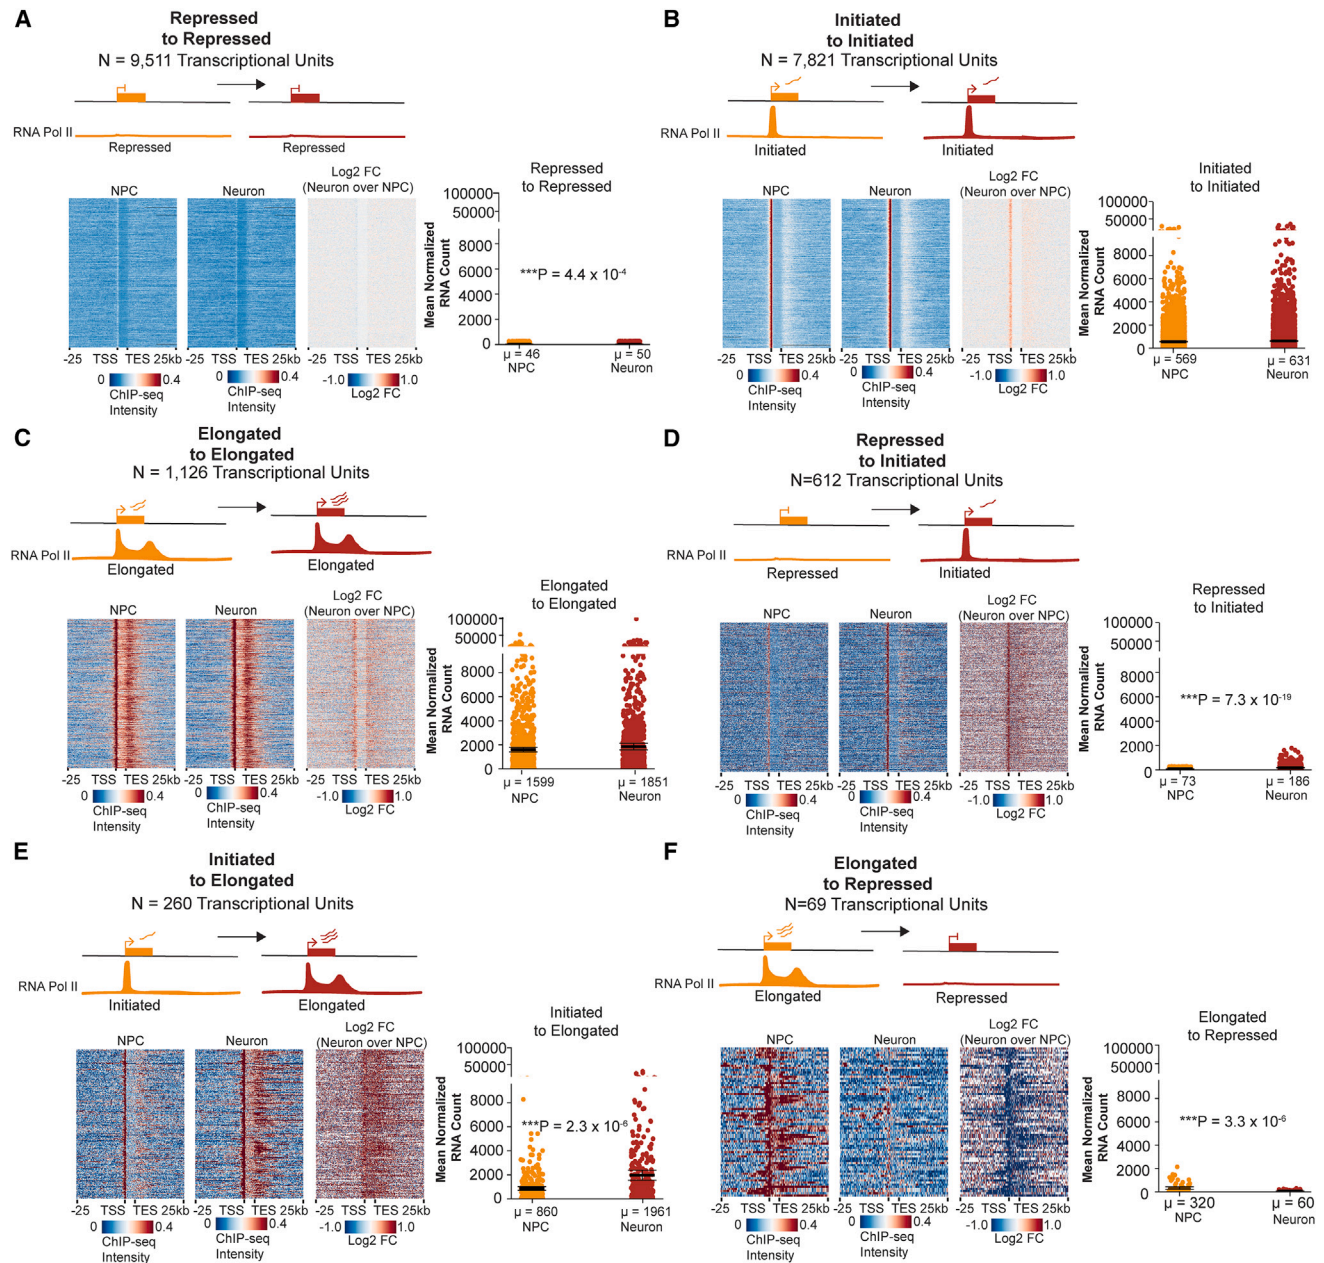 A
Repressed
to Repressed
N = 9,511 Transcriptional Units
RNA Pol II
Repressed
Repressed
NPC
Neuron
Log2 FC
(Neuron over NPC)
-25 TSS TES 25kb
-25 TSS TES 25kb
-25 TSS TES 25kb
0 0.4
ChIP-seq
Intensity
0 0.4
ChIP-seq
Intensity
-1.0 1.0
Log2 FC
Repressed
to Repressed
Mean Normalized
RNA Count
100000
50000
8000
6000
4000
2000
0
***P = 4.4 x 10-4
μ = 46
NPC
μ = 50
Neuron
B
Initiated
to Initiated
N = 7,821 Transcriptional Units
RNA Pol II
Initiated
Initiated
NPC
Neuron
Log2 FC
(Neuron over NPC)
-25 TSS TES 25kb
-25 TSS TES 25kb
-25 TSS TES 25kb
0 0.4
ChIP-seq
Intensity
0 0.4
ChIP-seq
Intensity
-1.0 1.0
Log2 FC
Initiated
to Initiated
Mean Normalized
RNA Count
100000
50000
8000
6000
4000
2000
0
μ = 569
NPC
μ = 631
Neuron
C
Elongated
to Elongated
N = 1,126 Transcriptional Units
RNA Pol II
Elongated
Elongated
NPC
Neuron
Log2 FC
(Neuron over NPC)
-25 TSS TES 25kb
-25 TSS TES 25kb
-25 TSS TES 25kb
0 0.4
ChIP-seq
Intensity
0 0.4
ChIP-seq
Intensity
-1.0 1.0
Log2 FC
Elongated
to Elongated
Mean Normalized
RNA Count
100000
50000
8000
6000
4000
2000
0
μ = 1599
NPC
μ = 1851
Neuron
D
Repressed
to Initiated
N=612 Transcriptional Units
RNA Pol II
Repressed
Initiated
NPC
Neuron
Log2 FC
(Neuron over NPC)
-25 TSS TES 25kb
-25 TSS TES 25kb
-25 TSS TES 25kb
0 0.4
ChIP-seq
Intensity
0 0.4
ChIP-seq
Intensity
-1.0 1.0
Log2 FC
Repressed
to Initiated
Mean Normalized
RNA Count
100000
50000
8000
6000
4000
2000
0
***P = 7.3 x 10-19
μ = 73
NPC
μ = 186
Neuron
E
Initiated
to Elongated
N = 260 Transcriptional Units
RNA Pol II
Initiated
Elongated
NPC
Neuron
Log2 FC
(Neuron over NPC)
-25 TSS TES 25kb
-25 TSS TES 25kb
-25 TSS TES 25kb
0 0.4
ChIP-seq
Intensity
0 0.4
ChIP-seq
Intensity
-1.0 1.0
Log2 FC
Initiated
to Elongated
Mean Normalized
RNA Count
100000
50000
8000
6000
4000
2000
0
***P = 2.3 x 10-6
μ = 860
NPC
μ = 1961
Neuron
F
Elongated
to Repressed
N=69 Transcriptional Units
RNA Pol II
Elongated
Repressed
NPC
Neuron
Log2 FC
(Neuron over NPC)
-25 TSS TES 25kb
-25 TSS TES 25kb
-25 TSS TES 25kb
0 0.4
ChIP-seq
Intensity
0 0.4
ChIP-seq
Intensity
-1.0 1.0
Log2 FC
Elongated
to Repressed
Mean Normalized
RNA Count
100000
50000
8000
6000
4000
2000
0
***P = 3.3 x 10-6
μ = 320
NPC
μ = 60
Neuron